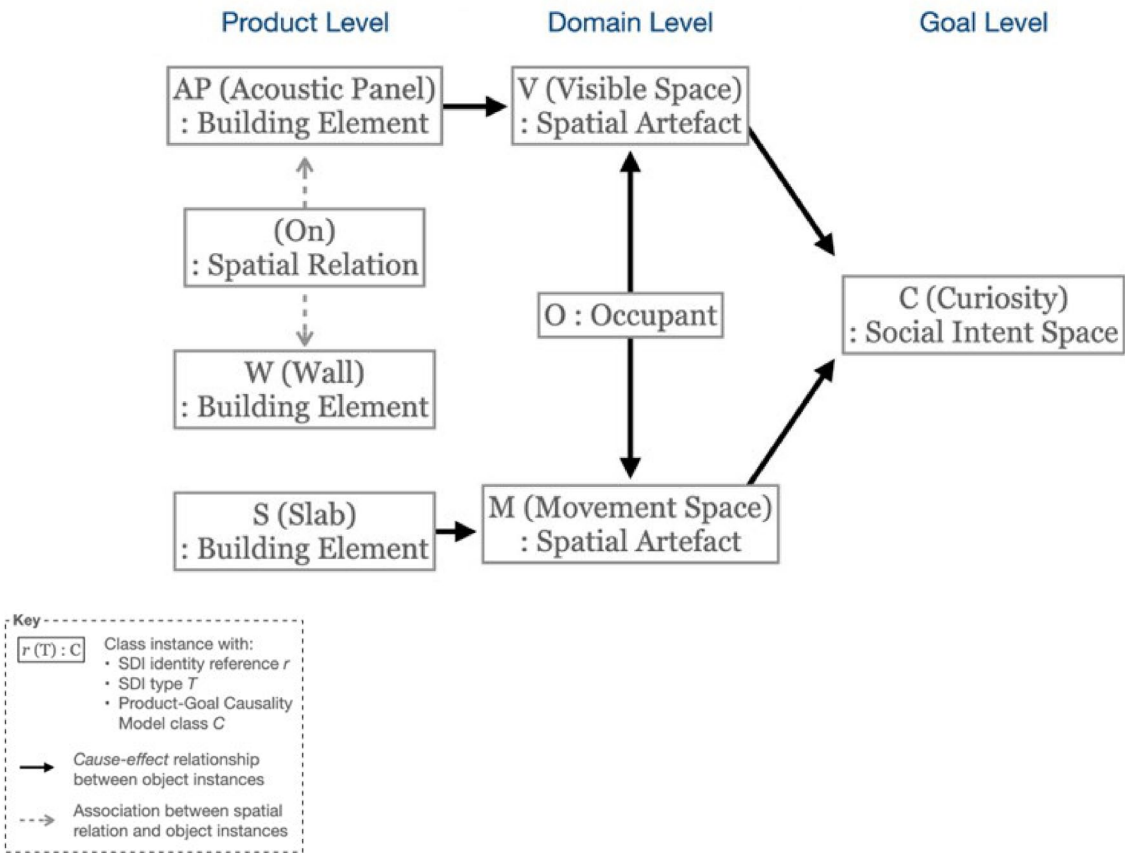 Product Level
Domain Level
Goal Level
AP (Acoustic Panel)
: Building Element
V (Visible Space)
: Spatial Artefact
(On)
: Spatial Relation
O : Occupant
C (Curiosity)
: Social Intent Space
W (Wall)
: Building Element
S (Slab)
: Building Element
M (Movement Space)
: Spatial Artefact
Key
r (T) : C
Class instance with:
• SDI identity reference r
• SDI type T
• Product-Goal Causality
Model class C
Cause-effect relationship
between object instances
Association between spatial
relation and object instances